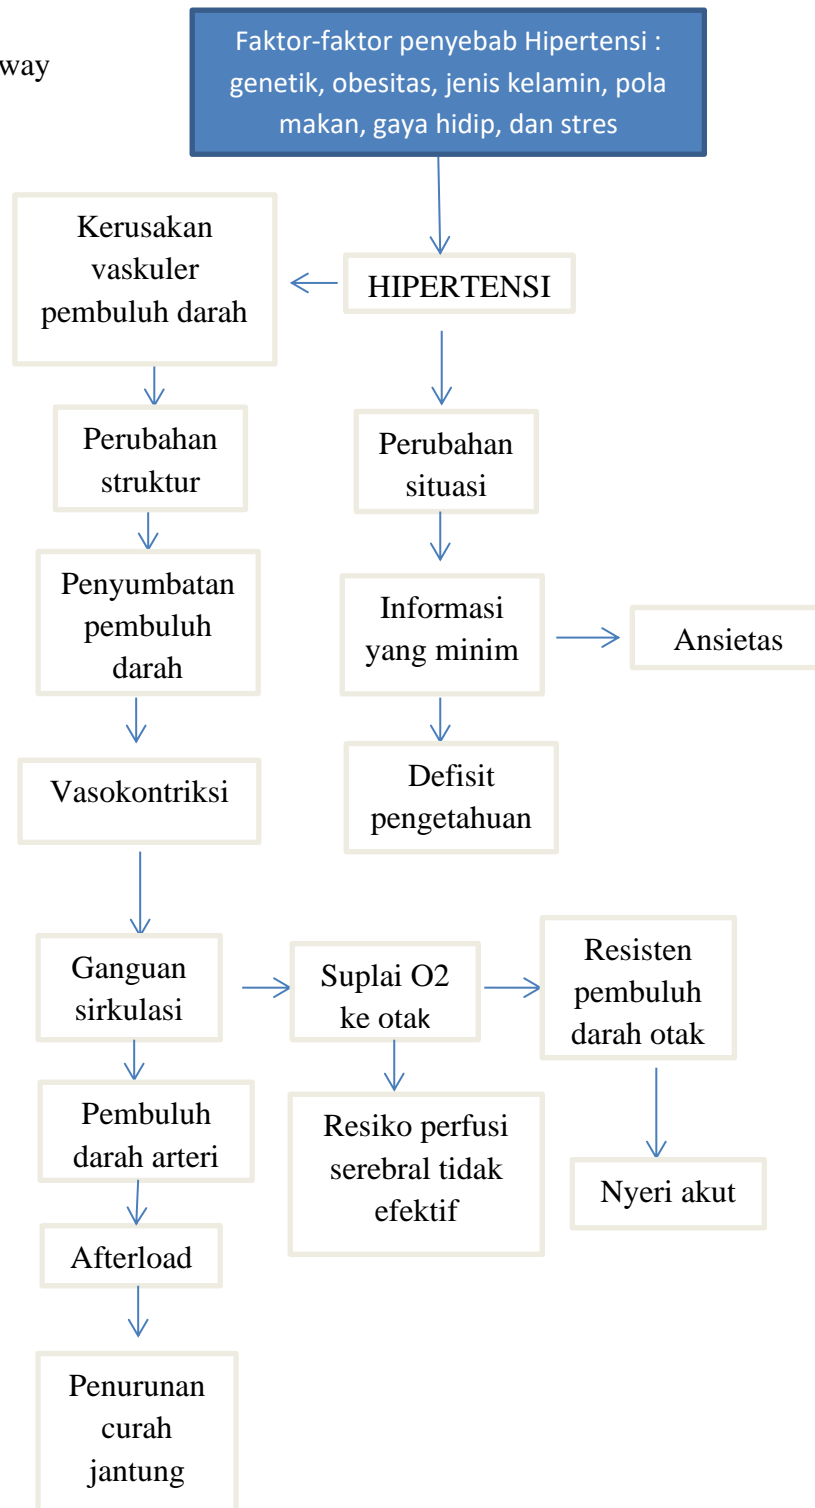 way
Faktor-faktor penyebab Hipertensi :
genetik, obesitas, jenis kelamin, pola
makan, gaya hidip, dan stres
Kerusakan
vaskuler
pembuluh darah
HIPERTENSI
Perubahan
struktur
Perubahan
situasi
Penyumbatan
pembuluh
darah
Informasi
yang minim
Ansietas
Vasokontriksi
Defisit
pengetahuan
Ganguan
sirkulasi
Suplai O2
ke otak
Resisten
pembuluh
darah otak
Pembuluh
darah arteri
Resiko perfusi
serebral tidak
efektif
Nyeri akut
Afterload
Penurunan
curah
jantung